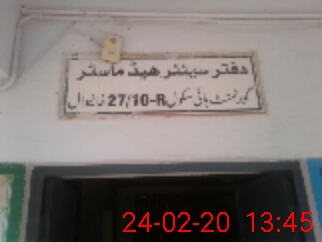 دفتر سینئر ہیڈ ماسٹر
گورنمنٹ ہائی سکول 27/10-R خانیوال
24-02-20 13:45